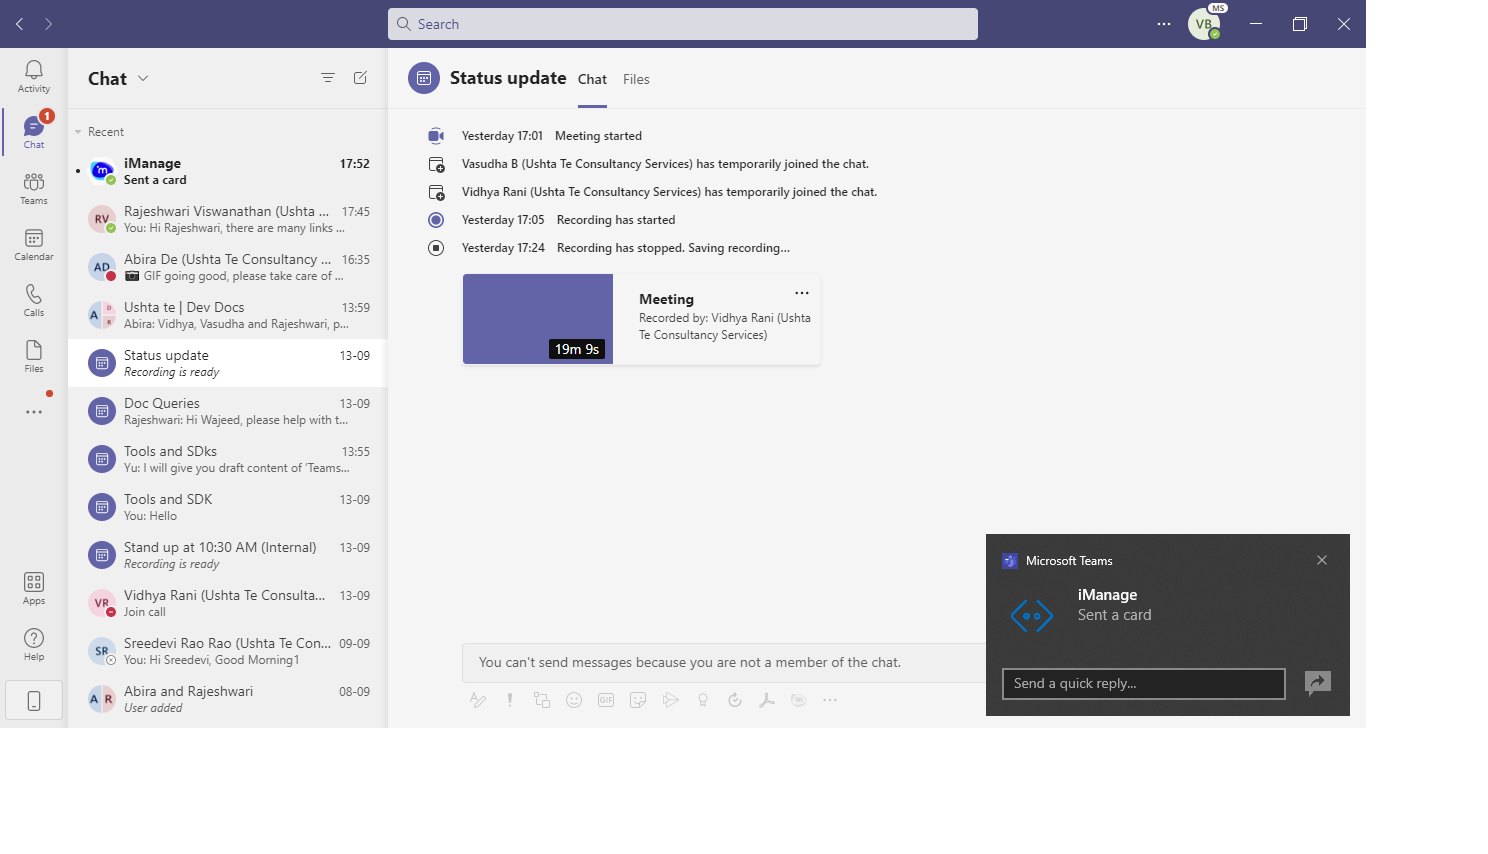 Search
VB
MS
Activity
Chat
1
Teams
Calendar
Calls
Files
Apps
Help
Chat
Recent
iManage 17:52
Sent a card
RV
Rajeshwari Viswanathan (Ushta ... 17:45
You: Hi Rajeshwari, there are many links ...
AD
Abira De (Ushta Te Consultancy ... 16:35
GIF going good, please take care of ...
A D R
Ushta te | Dev Docs 13:59
Abira: Vidhya, Vasudha and Rajeshwari, p...
Status update 13-09
Recording is ready
Doc Queries 13-09
Rajeshwari: Hi Wajeed, please help with t...
Tools and SDks 13:55
Yu: I will give you draft content of 'Teams...
Tools and SDK 13-09
You: Hello
Stand up at 10:30 AM (Internal) 13-09
Recording is ready
VR
Vidhya Rani (Ushta Te Consulta... 13-09
Join call
SR
Sreedevi Rao Rao (Ushta Te Con... 09-09
You: Hi Sreedevi, Good Morning1
A R
Abira and Rajeshwari 08-09
User added
Status update Chat Files
Yesterday 17:01 Meeting started
Vasudha B (Ushta Te Consultancy Services) has temporarily joined the chat.
Vidhya Rani (Ushta Te Consultancy Services) has temporarily joined the chat.
Yesterday 17:05 Recording has started
Yesterday 17:24 Recording has stopped. Saving recording...
19m 9s
Meeting
Recorded by: Vidhya Rani (Ushta
Te Consultancy Services)
You can't send messages because you are not a member of the chat.
GIF
Microsoft Teams
iManage
Sent a card
Send a quick reply...